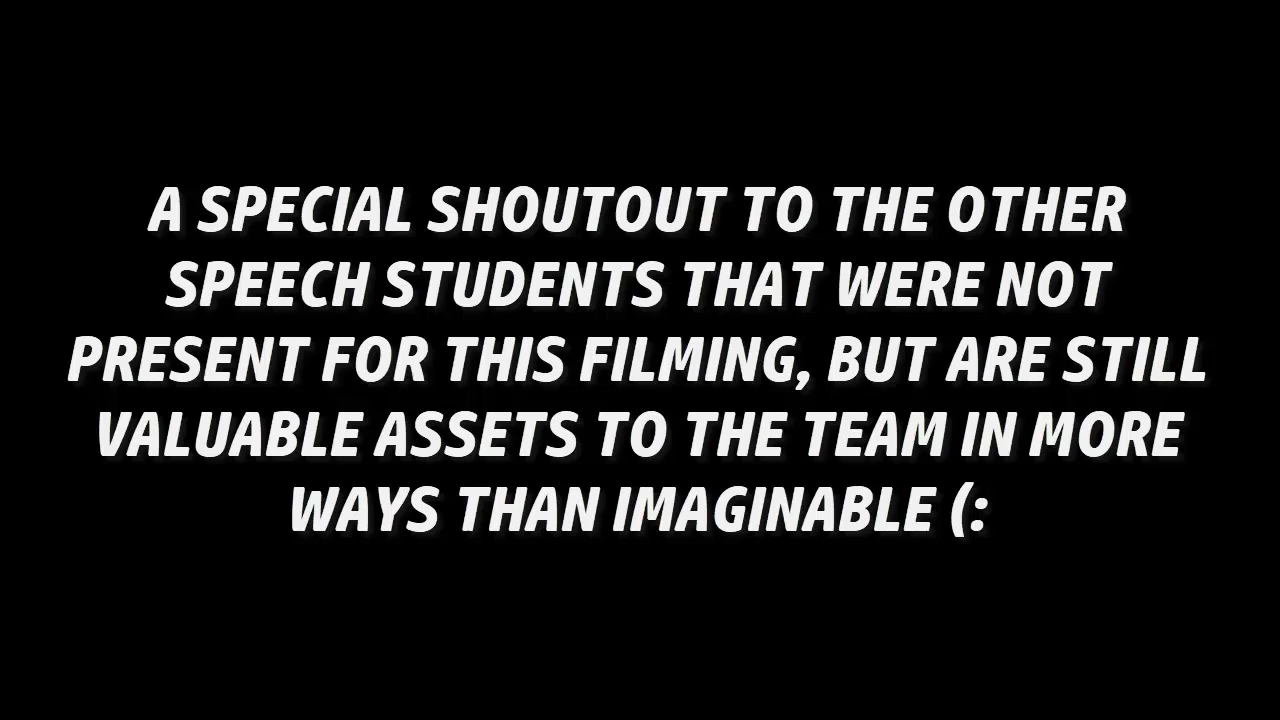 A SPECIAL SHOUTOUT TO THE OTHER
SPEECH STUDENTS THAT WERE NOT
PRESENT FOR THIS FILMING, BUT ARE STILL
VALUABLE ASSETS TO THE TEAM IN MORE
WAYS THAN IMAGINABLE (: